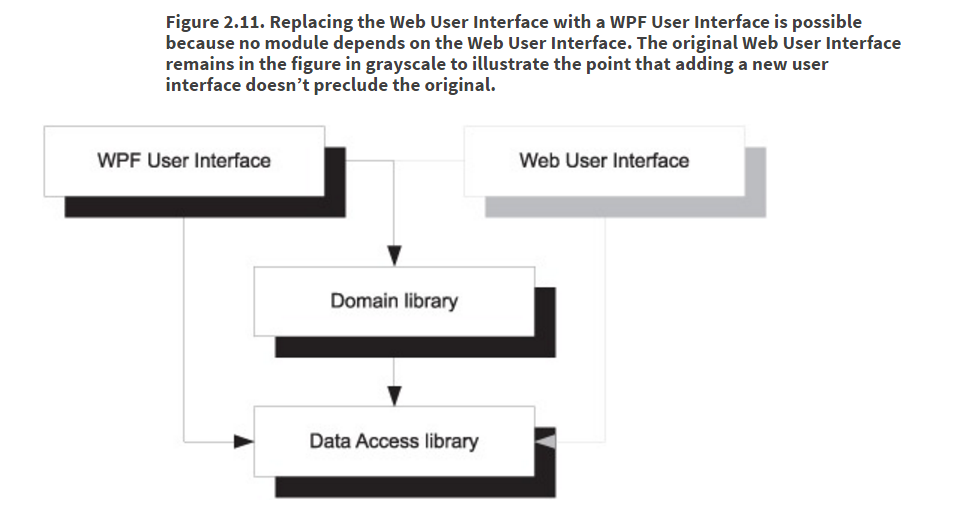 Figure 2.11. Replacing the Web User Interface with a WPF User Interface is possible
because no module depends on the Web User Interface. The original Web User Interface
remains in the figure in grayscale to illustrate the point that adding a new user
interface doesn’t preclude the original.
WPF User Interface
Web User Interface
Domain library
Data Access library